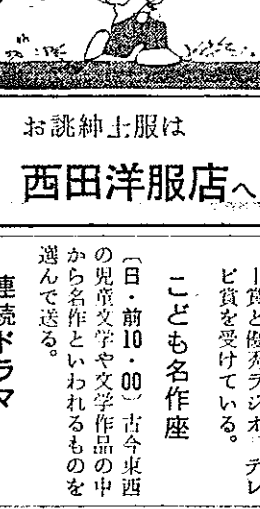 お誂紳士服は
西田洋服店へ
ー賞と優秀ラジオ・テレ
ビ賞を受けている。
こども名作座
〔日・前10・00〕古今東西
の児童文学や文学作品の中
から名作といわれるものを
選んで送る。
連続ドラマ